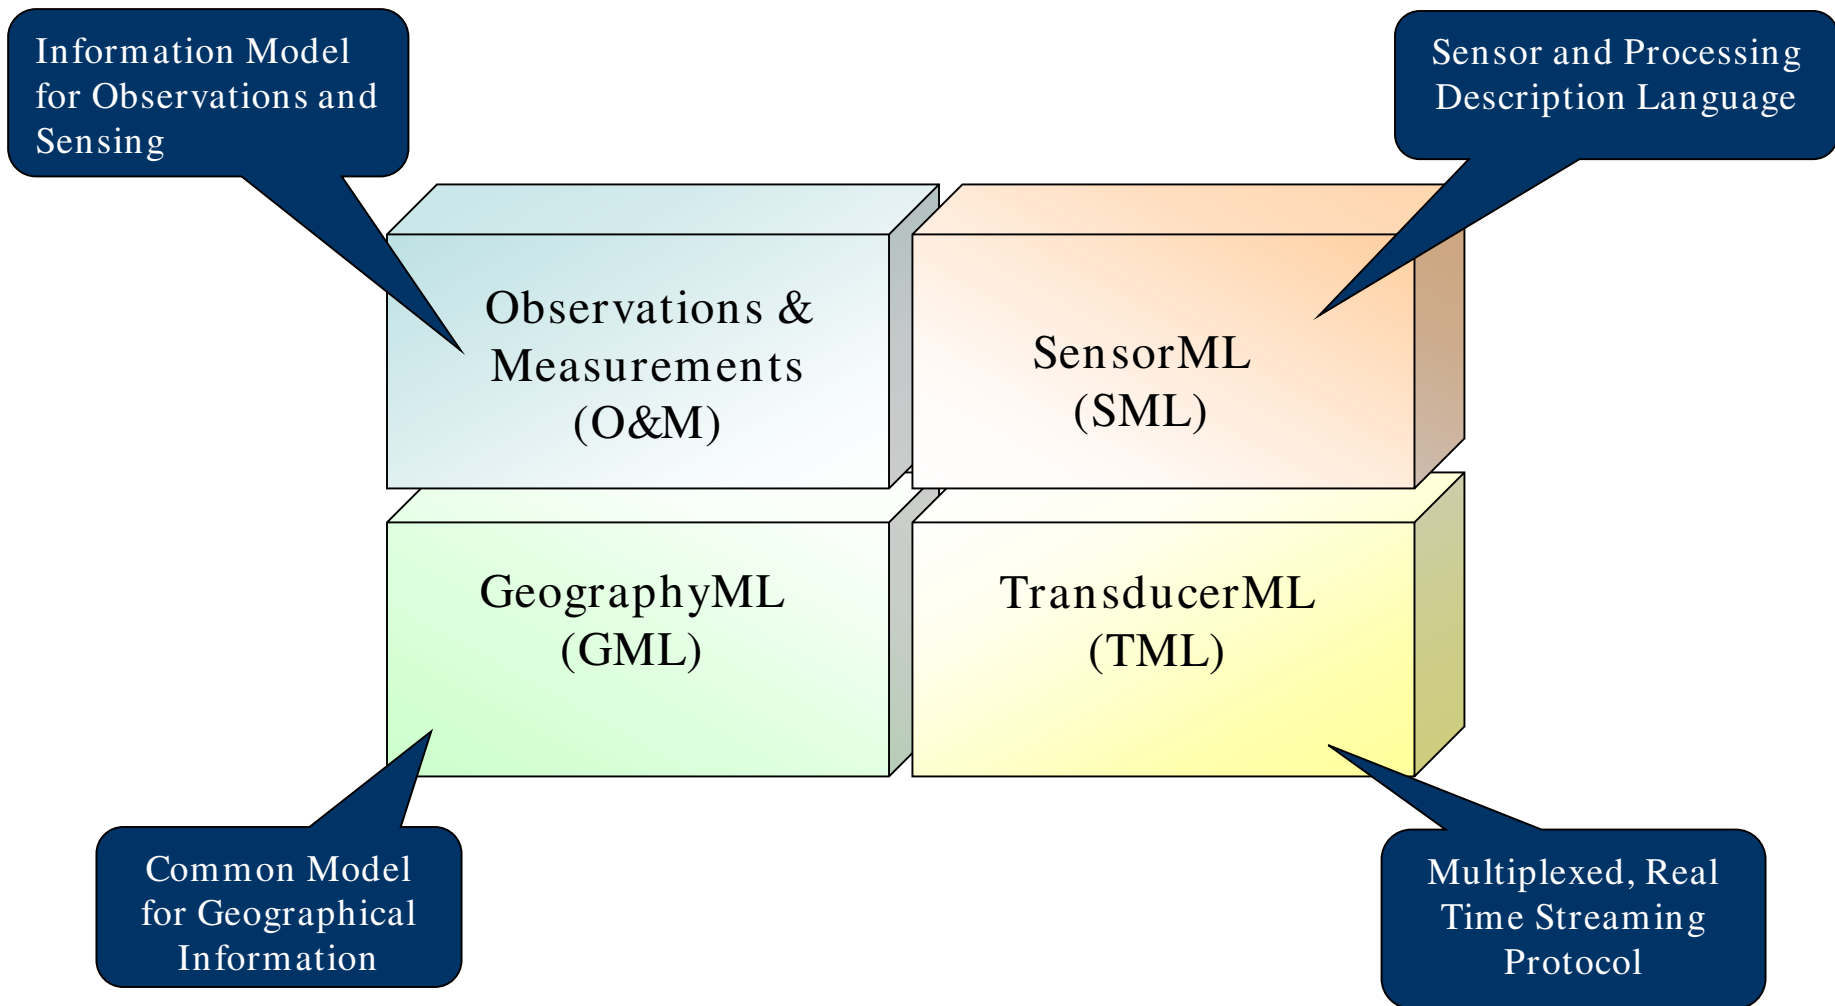 Information Model
for Observations and
Sensing
Sensor and Processing
Description Language
Observations &
Measurements
(O&M)
SensorML
(SML)
GeographyML
(GML)
TransducerML
(TML)
Common Model
for Geographical
Information
Multiplexed, Real
Time Streaming
Protocol